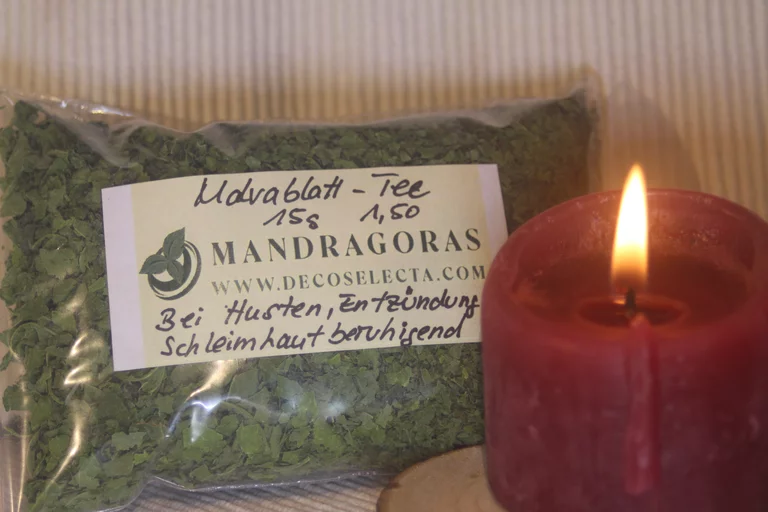 Malvablatt - Tee
15g 1,50
MANDRAGORAS
WWW.DECOSELECTA.COM
Bei Husten, Entzündung
Schleimhaut beruhigend